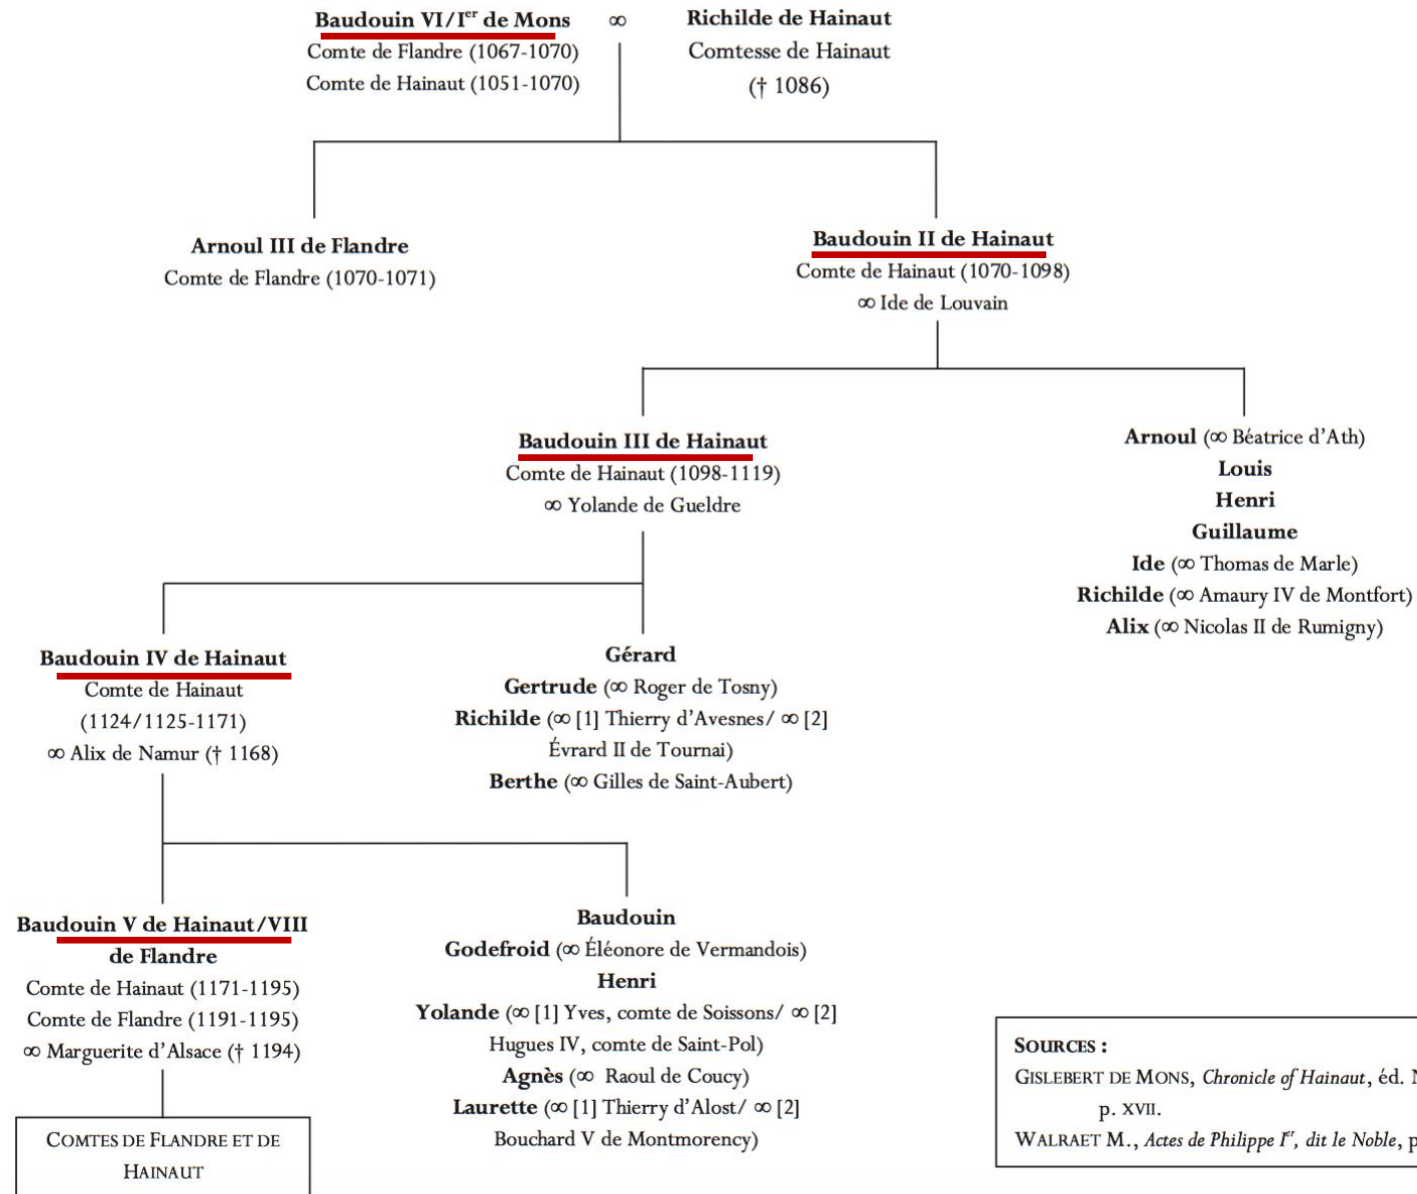 Baudouin VI/Iᵉʳ de Mons ∞ Richilde de Hainaut
Comte de Flandre (1067-1070) Comtesse de Hainaut
Comte de Hainaut (1051-1070) († 1086)
Arnoul III de Flandre
Comte de Flandre (1070-1071)
Baudouin II de Hainaut
Comte de Hainaut (1070-1098)
∞ Ide de Louvain
Baudouin III de Hainaut
Comte de Hainaut (1098-1119)
∞ Yolande de Gueldre
Arnoul (∞ Béatrice d'Ath)
Louis
Henri
Guillaume
Ide (∞ Thomas de Marle)
Richilde (∞ Amaury IV de Montfort)
Alix (∞ Nicolas II de Rumigny)
Baudouin IV de Hainaut
Comte de Hainaut
(1124/1125-1171)
∞ Alix de Namur († 1168)
Gérard
Gertrude (∞ Roger de Tosny)
Richilde (∞ [1] Thierry d'Avesnes/ ∞ [2]
Évrard II de Tournai)
Berthe (∞ Gilles de Saint-Aubert)
Baudouin V de Hainaut/VIII
de Flandre
Comte de Hainaut (1171-1195)
Comte de Flandre (1191-1195)
∞ Marguerite d'Alsace († 1194)
COMTES DE FLANDRE ET DE
HAINAUT
Baudouin
Godefroid (∞ Éléonore de Vermandois)
Henri
Yolande (∞ [1] Yves, comte de Soissons/ ∞ [2]
Hugues IV, comte de Saint-Pol)
Agnès (∞ Raoul de Coucy)
Laurette (∞ [1] Thierry d'Alost/ ∞ [2]
Bouchard V de Montmorency)
SOURCES :
GISLEBERT DE MONS, Chronicle of Hainaut, éd.
p. XVII.
WALRAET M., Actes de Philippe Iᵉʳ, dit le Noble, p